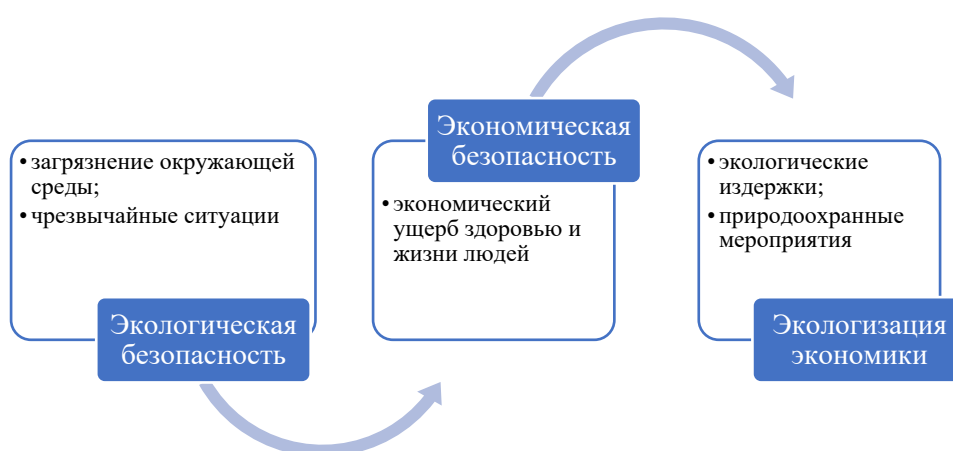 • загрязнение окружающей
среды;
• чрезвычайные ситуации
Экологическая
безопасность
Экономическая
безопасность
• экономический
ущерб здоровью и
жизни людей
• экологические
издержки;
• природоохранные
мероприятия
Экологизация
экономики